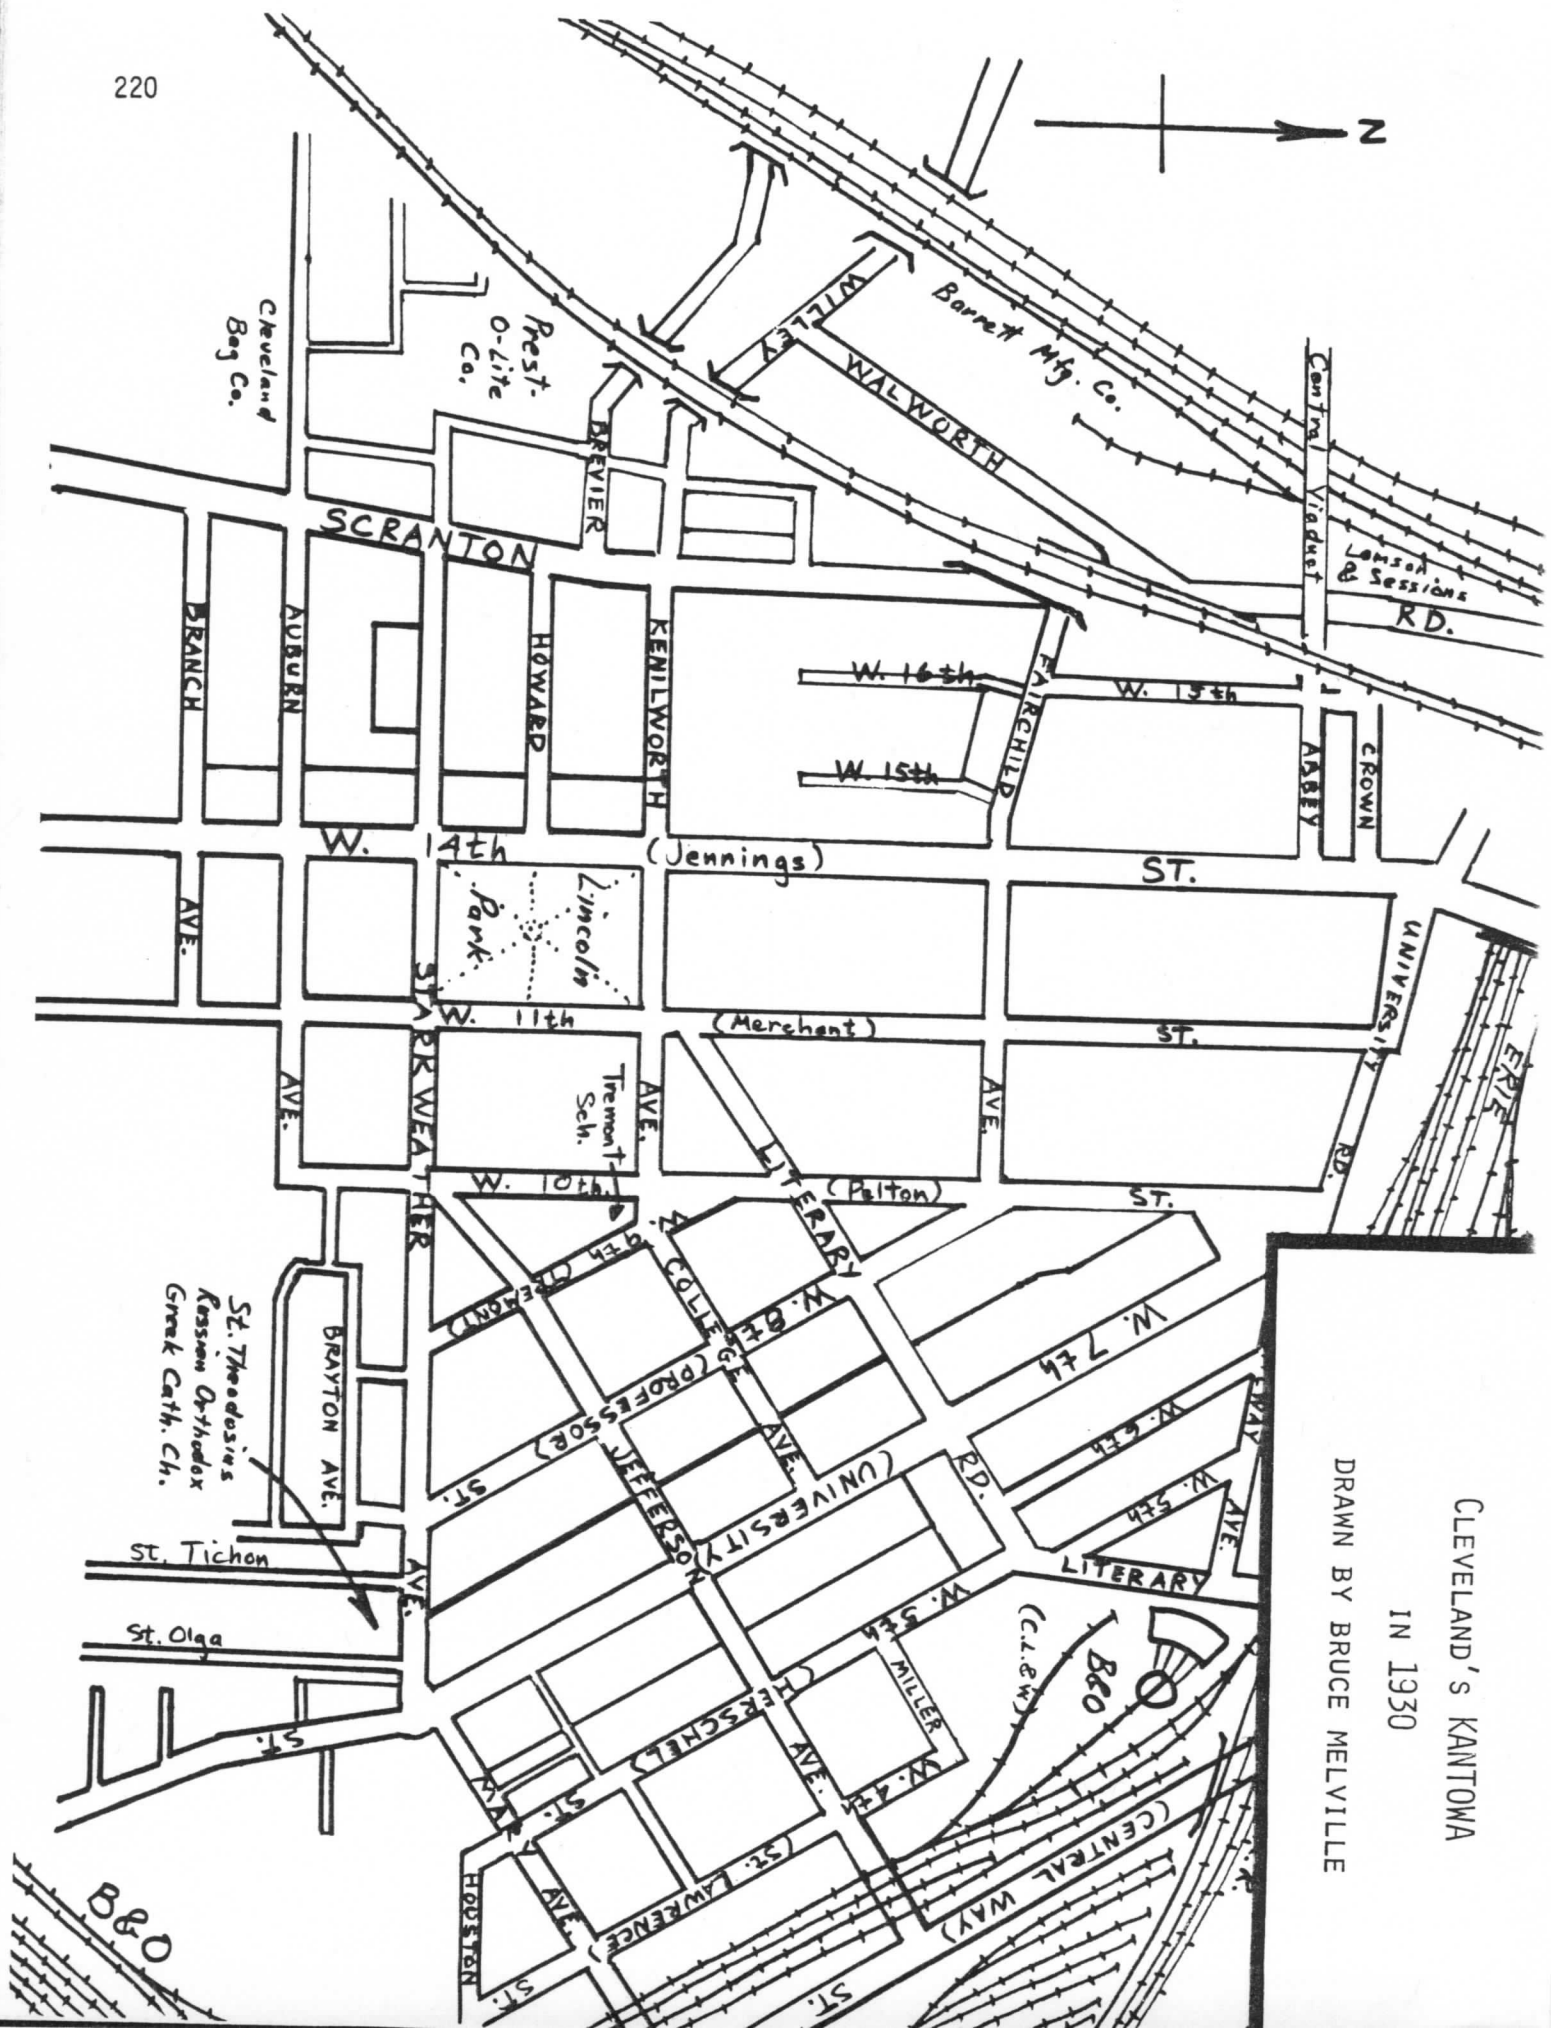 220
N
CLEVELAND'S KANTOWA
IN 1930
DRAWN BY BRUCE MELVILLE
Cleveland
Bag Co.
Prest-
O-Lite
Co.
Barrett Mfg. Co.
Central Viaduct
Lamson
& Sessions
RD.
WILLEY
WALWORTH
BREVIER
SCRANTON
BRANCH
AUBURN
HOWARD
KENILWORTH
W. 16th
W. 15th
FAIRCHILD
W. 15th
ABBEY
CROWN
W. 14th (Jennings) ST.
Lincoln
Park
AVE.
STARKWEATHER
W. 11th (Merchant) ST.
UNIVERSITY
RD.
ERIE
AVE.
AVE.
AVE.
Tremont
Sch.
LITERARY
W. 10th. (Pelton) ST.
9th (TREMONT)
COLLEGE
AVE.
W. 8th
(PROFESSOR)
ST.
W. 7th
W. 6th
W. 5th
AVE.
RD.
(UNIVERSITY)
JEFFERSON
LITERARY
BRAYTON AVE.
St. Theodosius
Russian Orthodox
Greek Cath. Ch.
St. Tichon
AVE.
St. Olga
ST.
W. 5th
(HERSCHEL)
ST.
MILLER
W. 4th
AVE.
(C.L.&W)
B&O
(CENTRAL WAY)
ST.
(St. LAWRENCE)
ST.
AVE.
HOUSTON
B&O